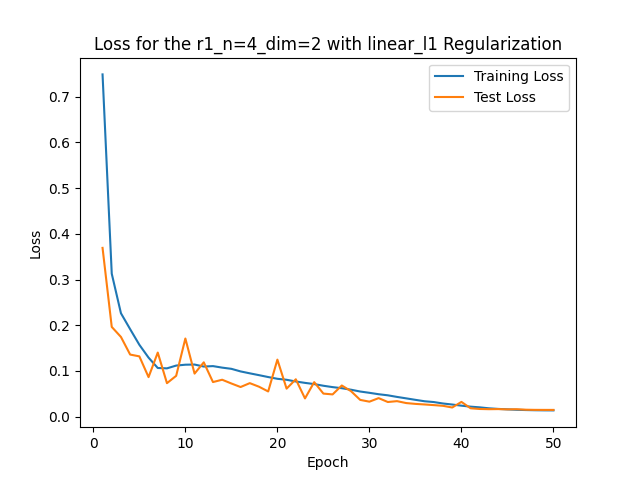 Loss for the r1_n=4_dim=2 with linear_l1 Regularization
Training Loss
Test Loss
Loss
0.7
0.6
0.5
0.4
0.3
0.2
0.1
0.0
0
10
20
30
40
50
Epoch